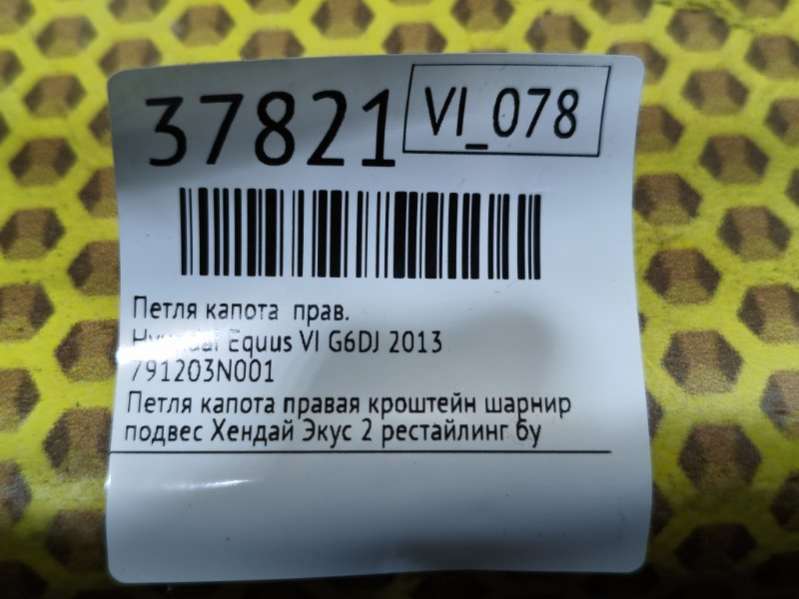 37821
VI_078
Петля капота прав.
Hyundai Equus VI G6DJ 2013
791203N001
Петля капота правая кроштейн шарнир
подвес Хендай Экус 2 рестайлинг бу